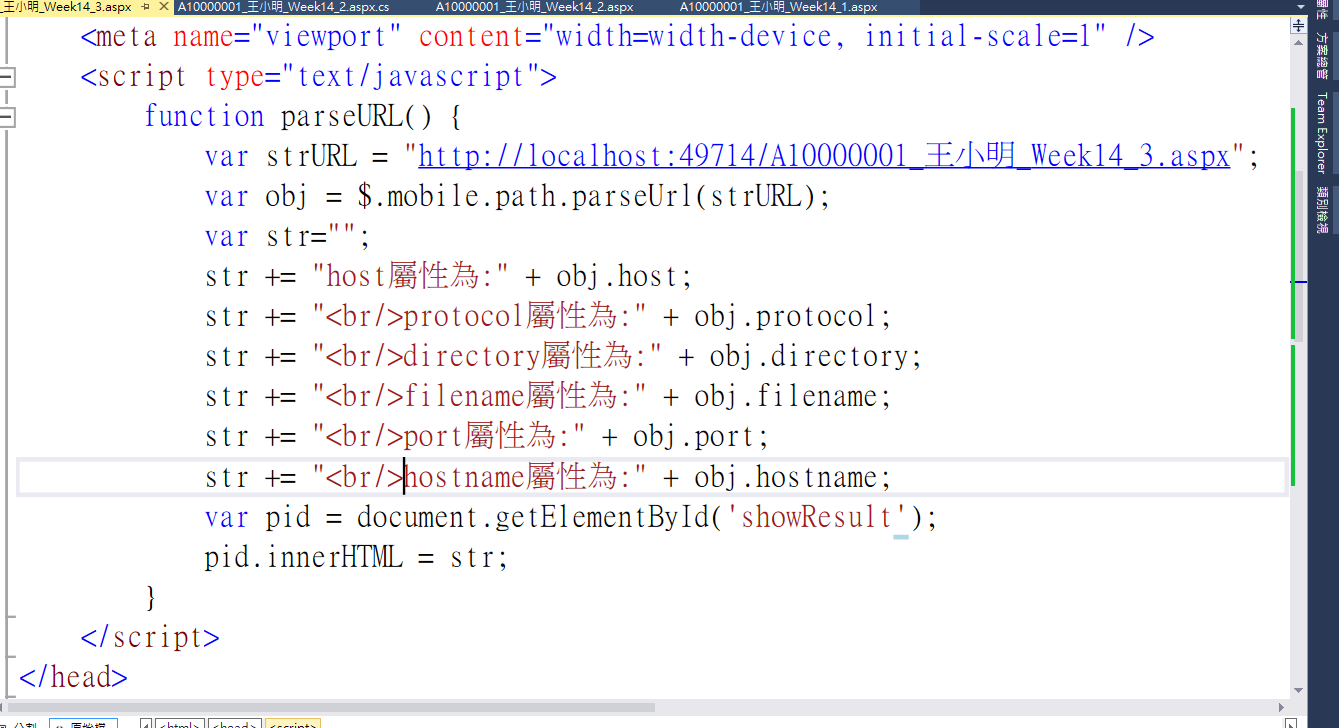 _王小明_Week14_3.aspx
A10000001_王小明_Week14_2.aspx.cs
A10000001_王小明_Week14_2.aspx
A10000001_王小明_Week14_1.aspx
<meta name="viewport" content="width=width-device, initial-scale=1" />
<script type="text/javascript">
function parseURL() {
var strURL = "http://localhost:49714/A10000001_王小明_Week14_3.aspx";
var obj = $.mobile.path.parseUrl(strURL);
var str="";
str += "host屬性為:" + obj.host;
str += "<br/>protocol屬性為:" + obj.protocol;
str += "<br/>directory屬性為:" + obj.directory;
str += "<br/>filename屬性為:" + obj.filename;
str += "<br/>port屬性為:" + obj.port;
str += "<br/>hostname屬性為:" + obj.hostname;
var pid = document.getElementById('showResult');
pid.innerHTML = str;
}
</script>
</head>
方案總管
Team Explorer
類別檢視
分割
原始檔
<html>
<head>
<script>